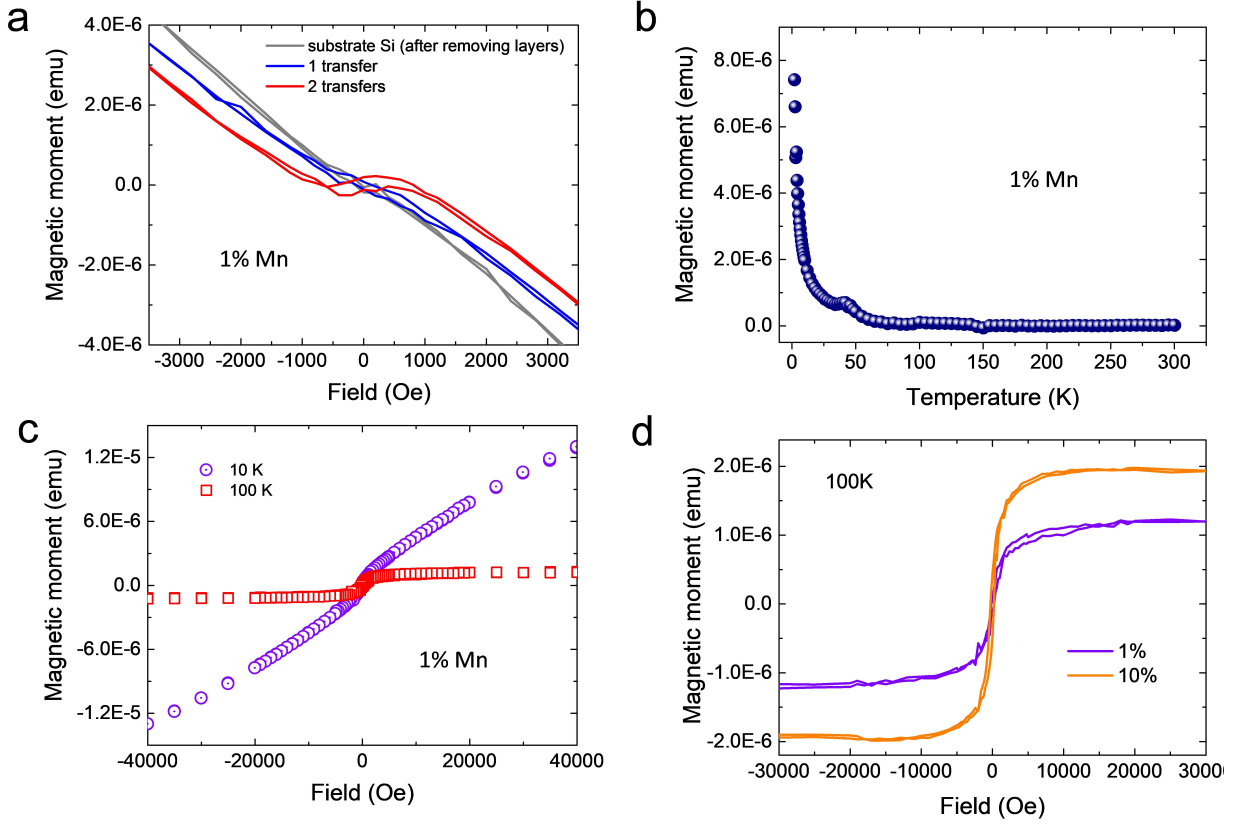 a
4.0E-6
2.0E-6
0.0
-2.0E-6
-4.0E-6
Magnetic moment (emu)
substrate Si (after removing layers)
1 transfer
2 transfers
1% Mn
-3000 -2000 -1000 0 1000 2000 3000
Field (Oe)
b
8.0E-6
6.0E-6
4.0E-6
2.0E-6
0.0
Magnetic moment (emu)
1% Mn
0 50 100 150 200 250 300
Temperature (K)
c
1.2E-5
6.0E-6
0.0
-6.0E-6
-1.2E-5
Magnetic moment (emu)
10 K
100 K
1% Mn
-40000 -20000 0 20000 40000
Field (Oe)
d
2.0E-6
1.0E-6
0.0
-1.0E-6
-2.0E-6
Magnetic moment (emu)
100K
1%
10%
-30000 -20000 -10000 0 10000 20000 30000
Field (Oe)